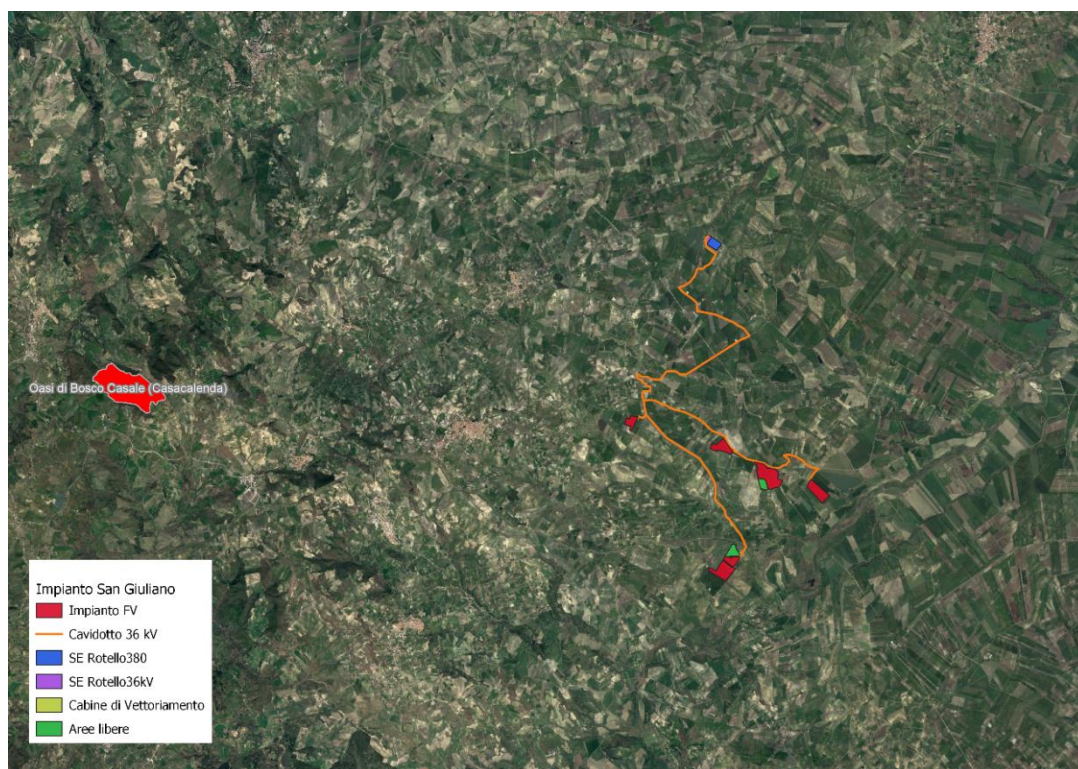 Oasi di Bosco Casale (Casacalenda)
Impianto San Giuliano
Impianto FV
Cavidotto 36 kV
SE Rotello380
SE Rotello36kV
Cabine di Vettoriamento
Aree libere